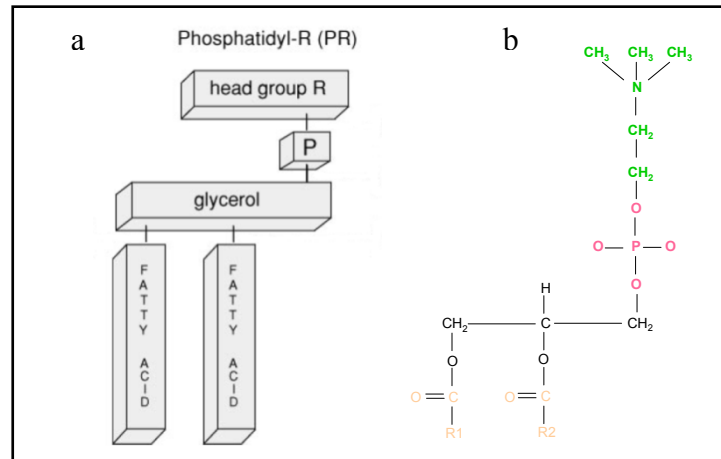 a
Phosphatidyl-R (PR)
head group R
P
glycerol
FATTY ACID
FATTY ACID
b
CH₃ CH₃ CH₃
N
CH₂
CH₂
O
O P O
O
H
CH₂ C CH₂
O O
O C O C
R1 R2